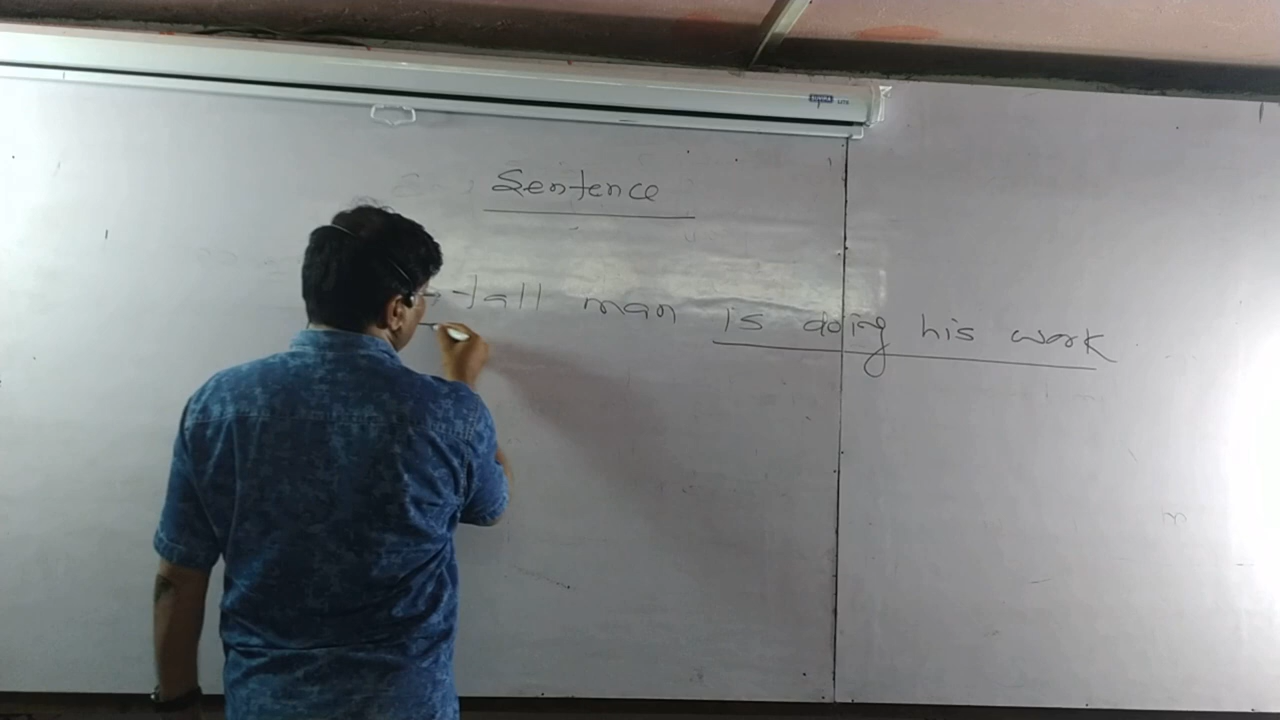 Sentence
→ tall man is doing his work